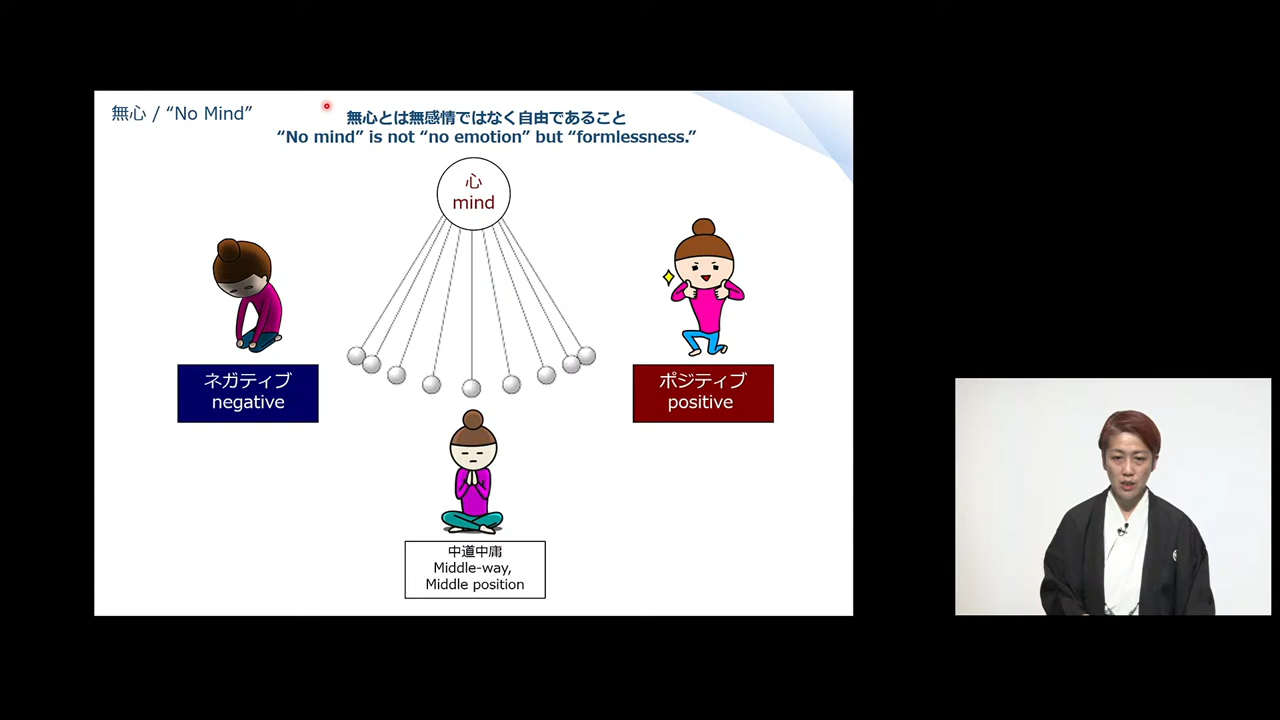 無心 / “No Mind”
無心とは無感情ではなく自由であること
“No mind” is not “no emotion” but “formlessness.”
心
mind
ネガティブ
negative
ポジティブ
positive
中道中庸
Middle-way,
Middle position